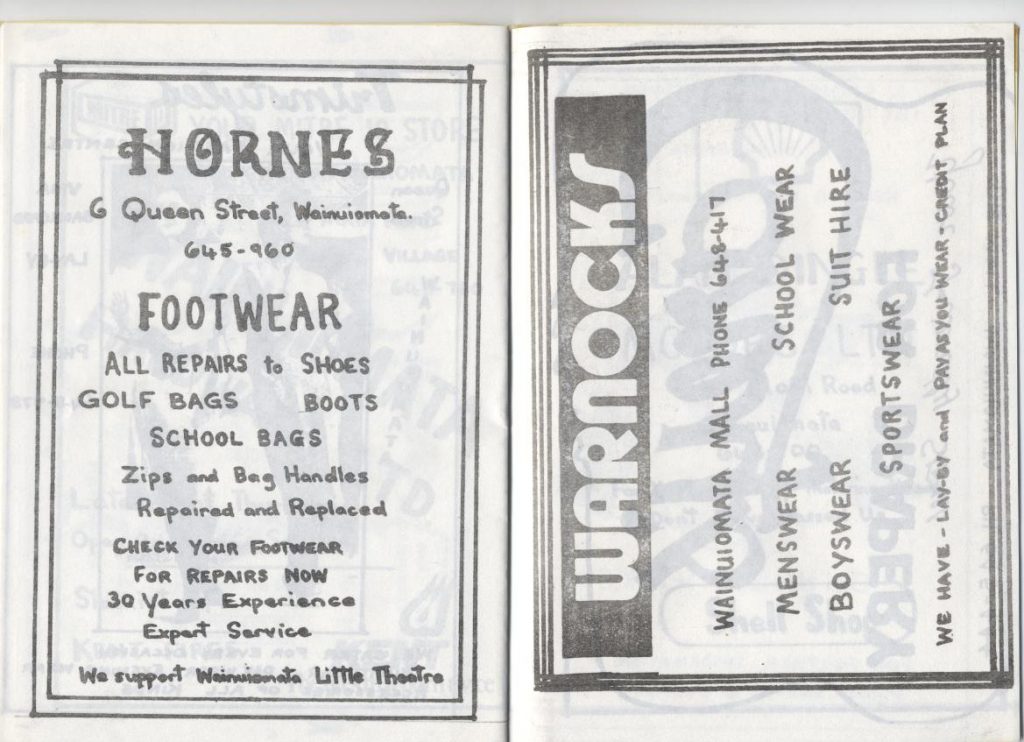 HORNES
6 Queen Street, Wainuiomata.
645-960
FOOTWEAR
ALL REPAIRS to SHOES
GOLF BAGS BOOTS
SCHOOL BAGS
Zips and Bag Handles
Repaired and Replaced
CHECK YOUR FOOTWEAR
FOR REPAIRS NOW
30 Years Experience
Expert Service
We support Wainuiomata Little Theatre
WARNOCKS
WAINUIOMATA MALL PHONE 648-417
MENSWEAR SCHOOL WEAR
BOYSWEAR SUIT HIRE
SPORTSWEAR
WE HAVE - LAY-BY and PAY AS YOU WEAR - CREDIT PLAN